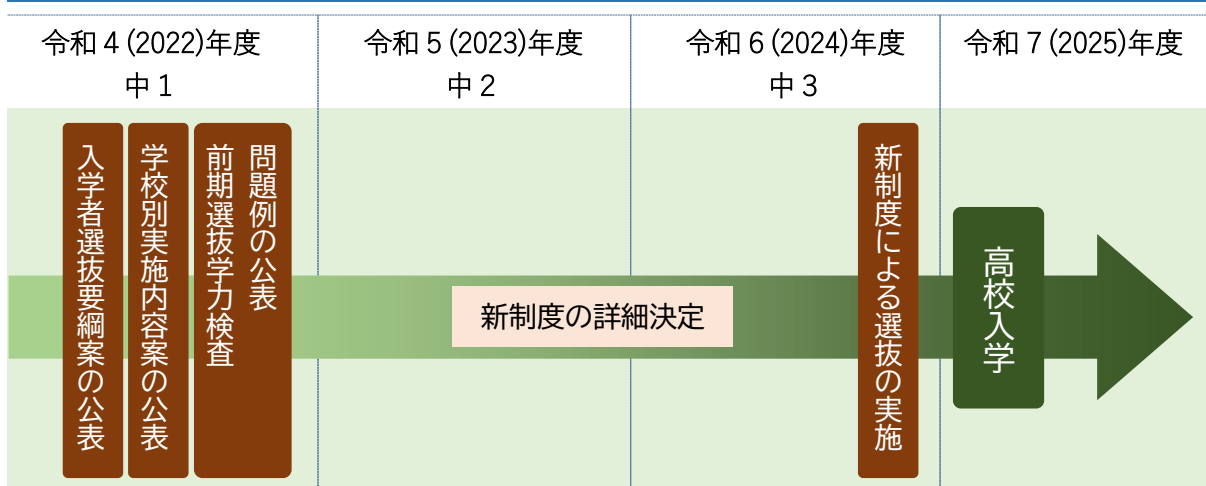 令和４(2022)年度
中１
令和５(2023)年度
中２
令和６(2024)年度
中３
令和７(2025)年度
入学者選抜要綱案の公表
学校別実施内容案の公表
問題例の公表
前期選抜学力検査
新制度の詳細決定
新制度による選抜の実施
高校入学